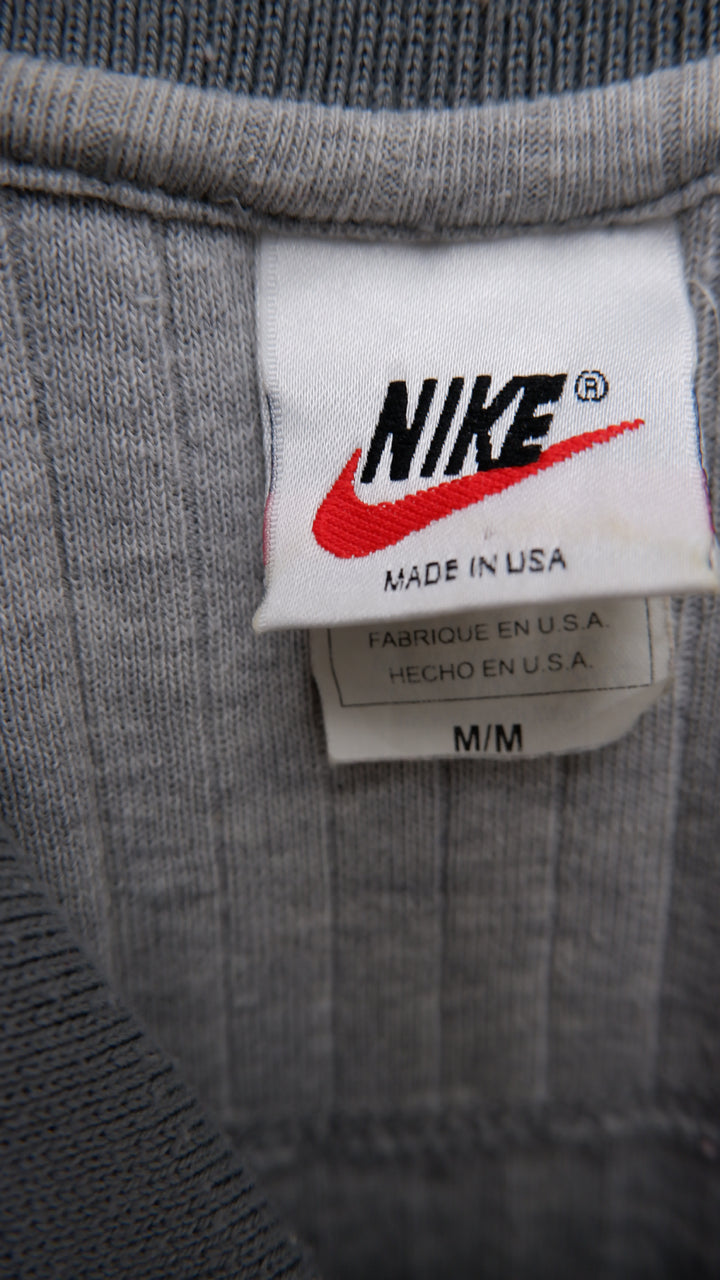 NIKE®
MADE IN USA
FABRIQUE EN U.S.A.
HECHO EN U.S.A.
M/M